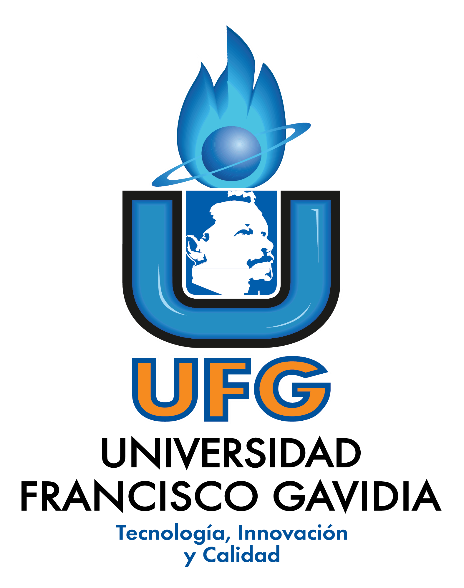 UFG
UNIVERSIDAD
FRANCISCO GAVIDIA
Tecnología, Innovación
y Calidad